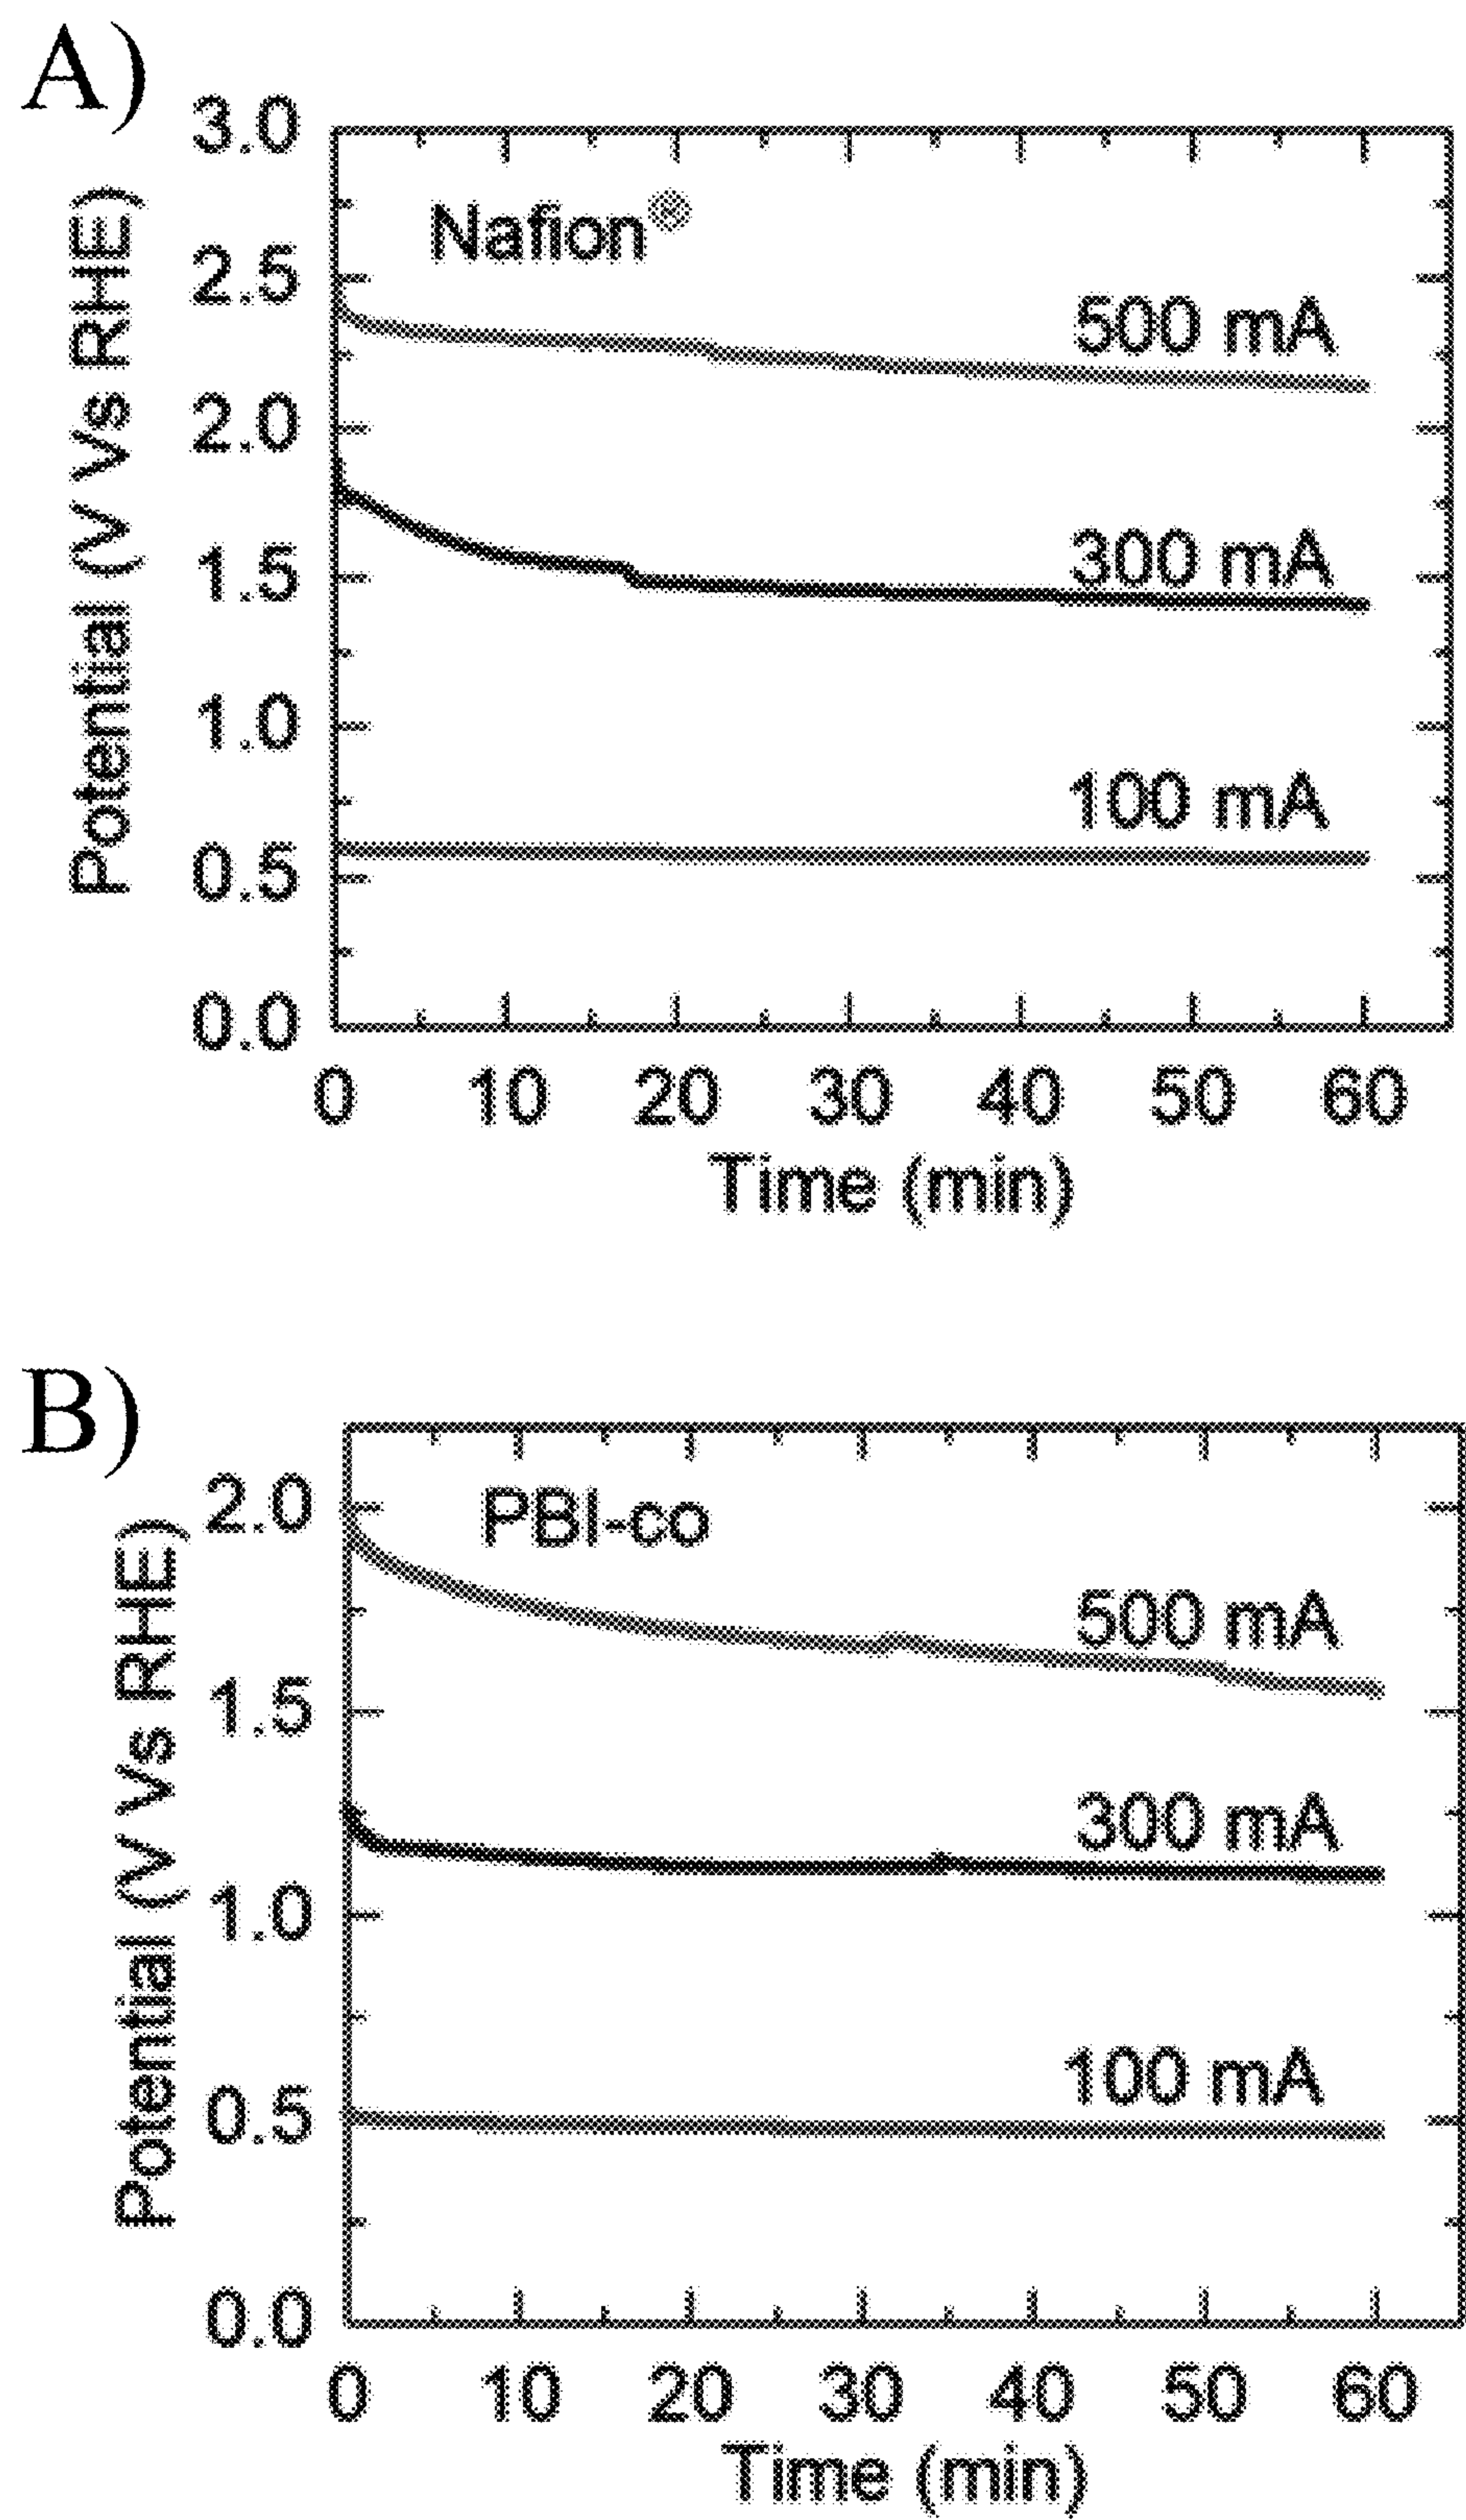 A)
Potential (V Vs RHE)
3.0
2.5
2.0
1.5
1.0
0.5
0.0
Nafion®
500 mA
300 mA
100 mA
0 10 20 30 40 50 60
Time (min)
B)
Potential (V Vs RHE)
2.0
1.5
1.0
0.5
0.0
PBI-co
500 mA
300 mA
100 mA
0 10 20 30 40 50 60
Time (min)